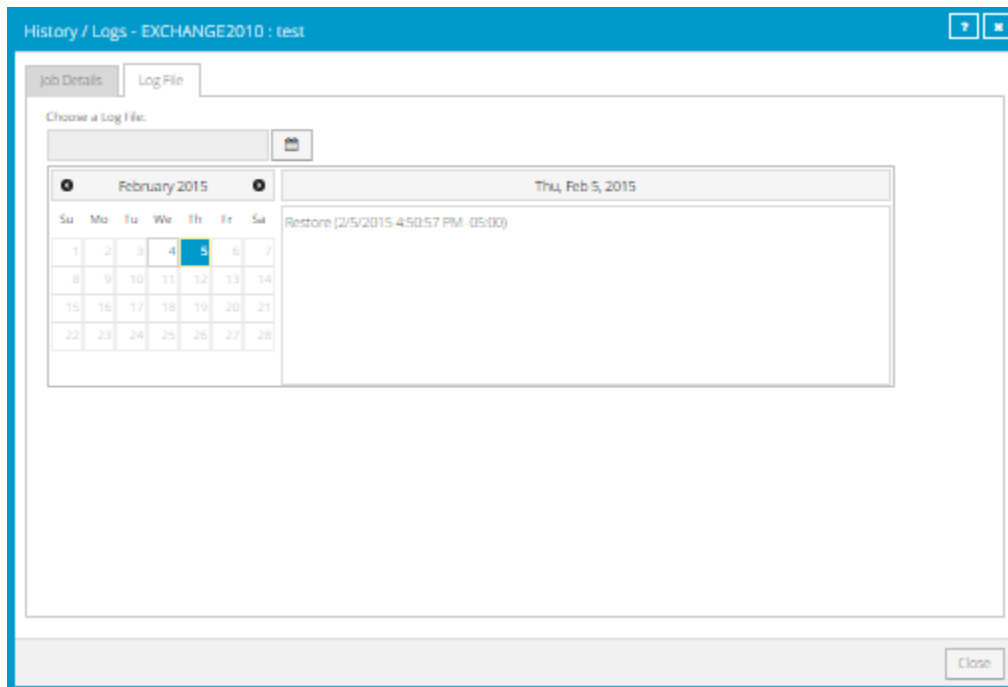 History / Logs - EXCHANGE2010 : test
?
Job Details Log File
Choose a Log File:
February 2015 Thu, Feb 5, 2015
Su Mo Tu We Th Fr Sa
Restore (2/5/2015 4:50:57 PM -05:00)
1 2 3 4 5 6 7
8 9 10 11 12 13 14
15 16 17 18 19 20 21
22 23 24 25 26 27 28
Close